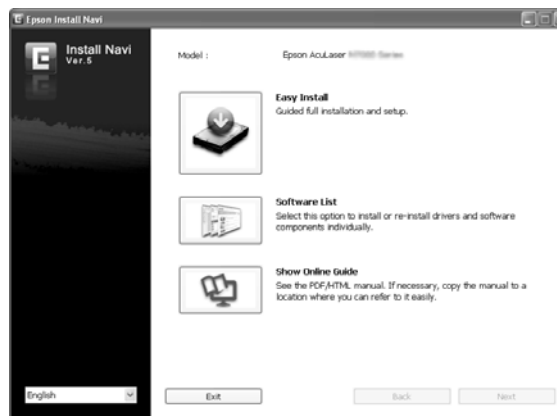 Epson Install Navi
Install Navi
Ver.5
Model :
Epson AcuLaser
Easy Install
Guided full installation and setup.
Software List
Select this option to install or re-install drivers and software
components individually.
Show Online Guide
See the PDF/HTML manual. If necessary, copy the manual to a
location where you can refer to it easily.
English
Exit
Back
Next